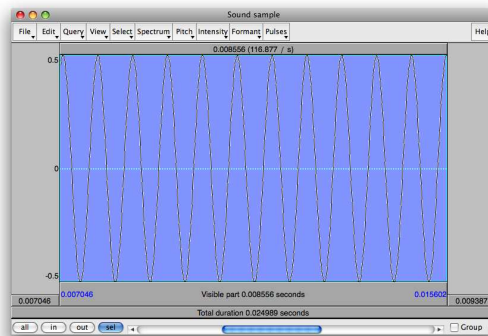 Sound sample
File Edit Query View Select Spectrum Pitch Intensity Formant Pulses Help
0.008556 (116.877 / s)
0.5
0
-0.5
0.007046 Visible part 0.008556 seconds 0.015602
0.007046 0.009387
Total duration 0.024989 seconds
all in out sel Group